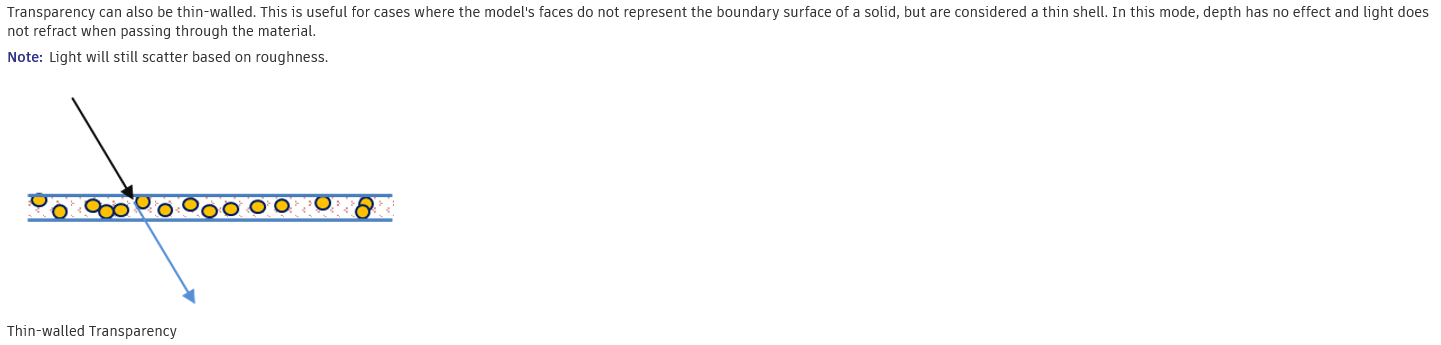 Transparency can also be thin-walled. This is useful for cases where the model's faces do not represent the boundary surface of a solid, but are considered a thin shell. In this mode, depth has no effect and light does
not refract when passing through the material.
Note: Light will still scatter based on roughness.
Thin-walled Transparency